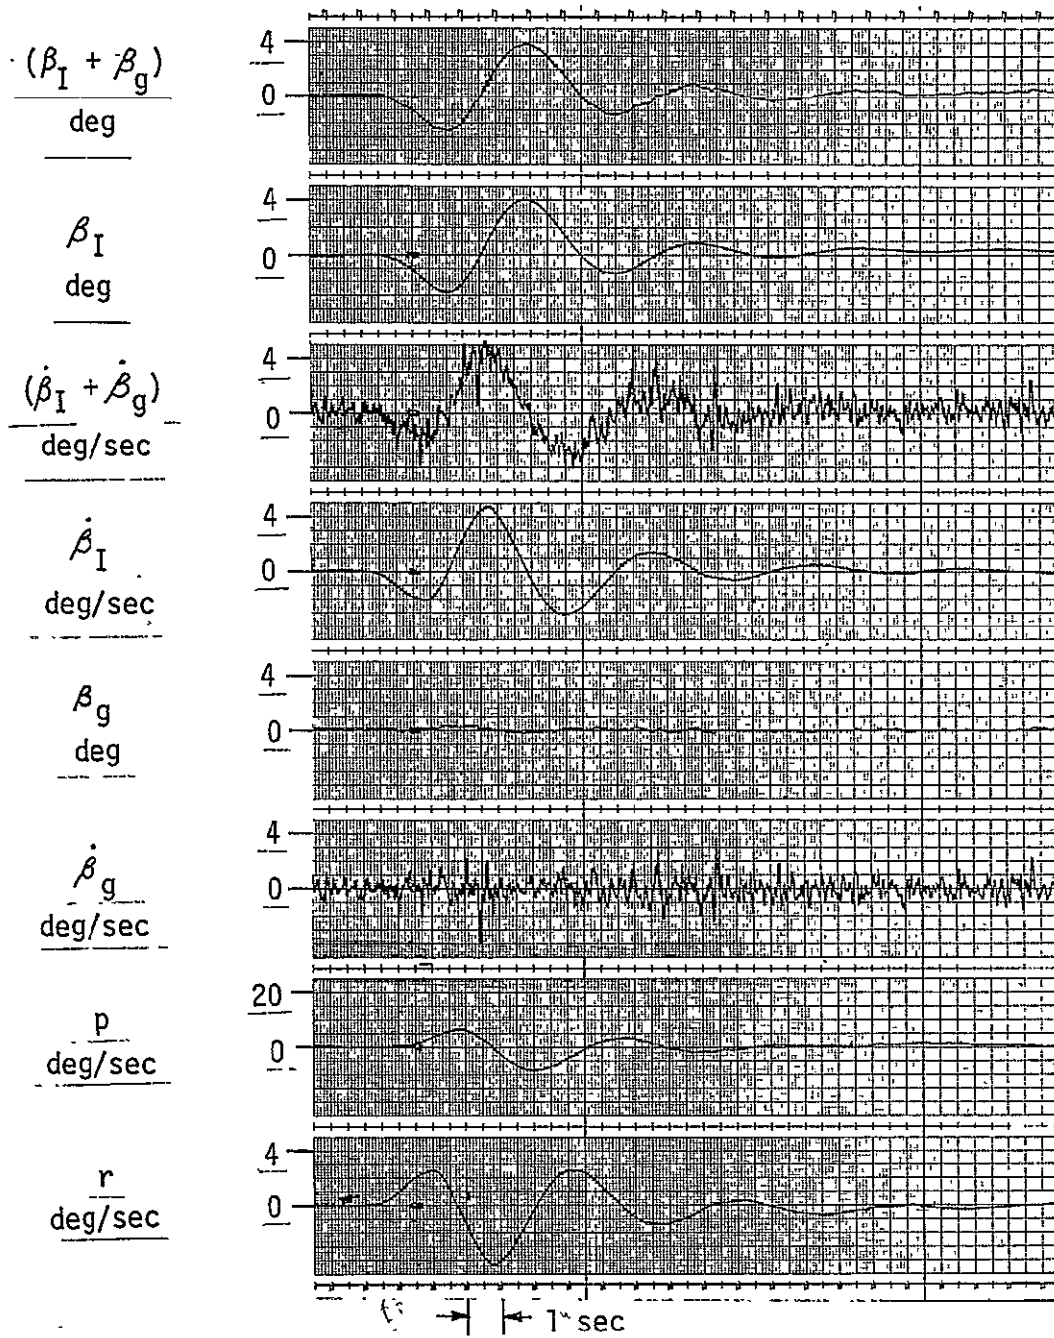 (β_I + β_g)
deg
4
0
β_I
deg
4
0
(β̇_I + β̇_g)
deg/sec
4
0
β̇_I
deg/sec
4
0
β_g
deg
4
0
β̇_g
deg/sec
4
0
p
deg/sec
20
0
r
deg/sec
4
0
1 sec